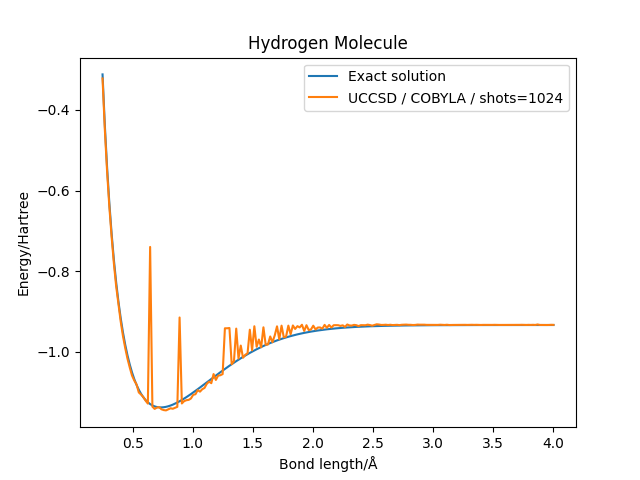 Hydrogen Molecule
Exact solution
UCCSD / COBYLA / shots=1024
−0.4
−0.6
−0.8
−1.0
Energy/Hartree
0.5 1.0 1.5 2.0 2.5 3.0 3.5 4.0
Bond length/Å